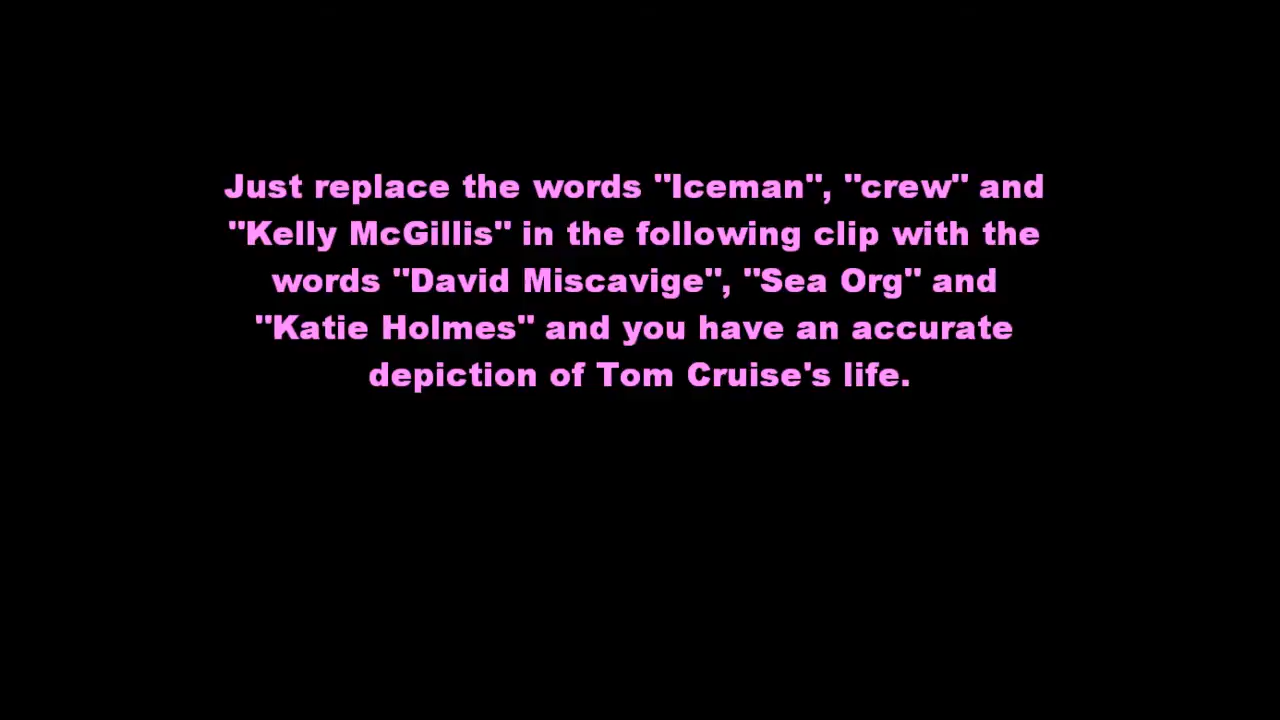 Just replace the words "Iceman", "crew" and
"Kelly McGillis" in the following clip with the
words "David Miscavige", "Sea Org" and
"Katie Holmes" and you have an accurate
depiction of Tom Cruise's life.